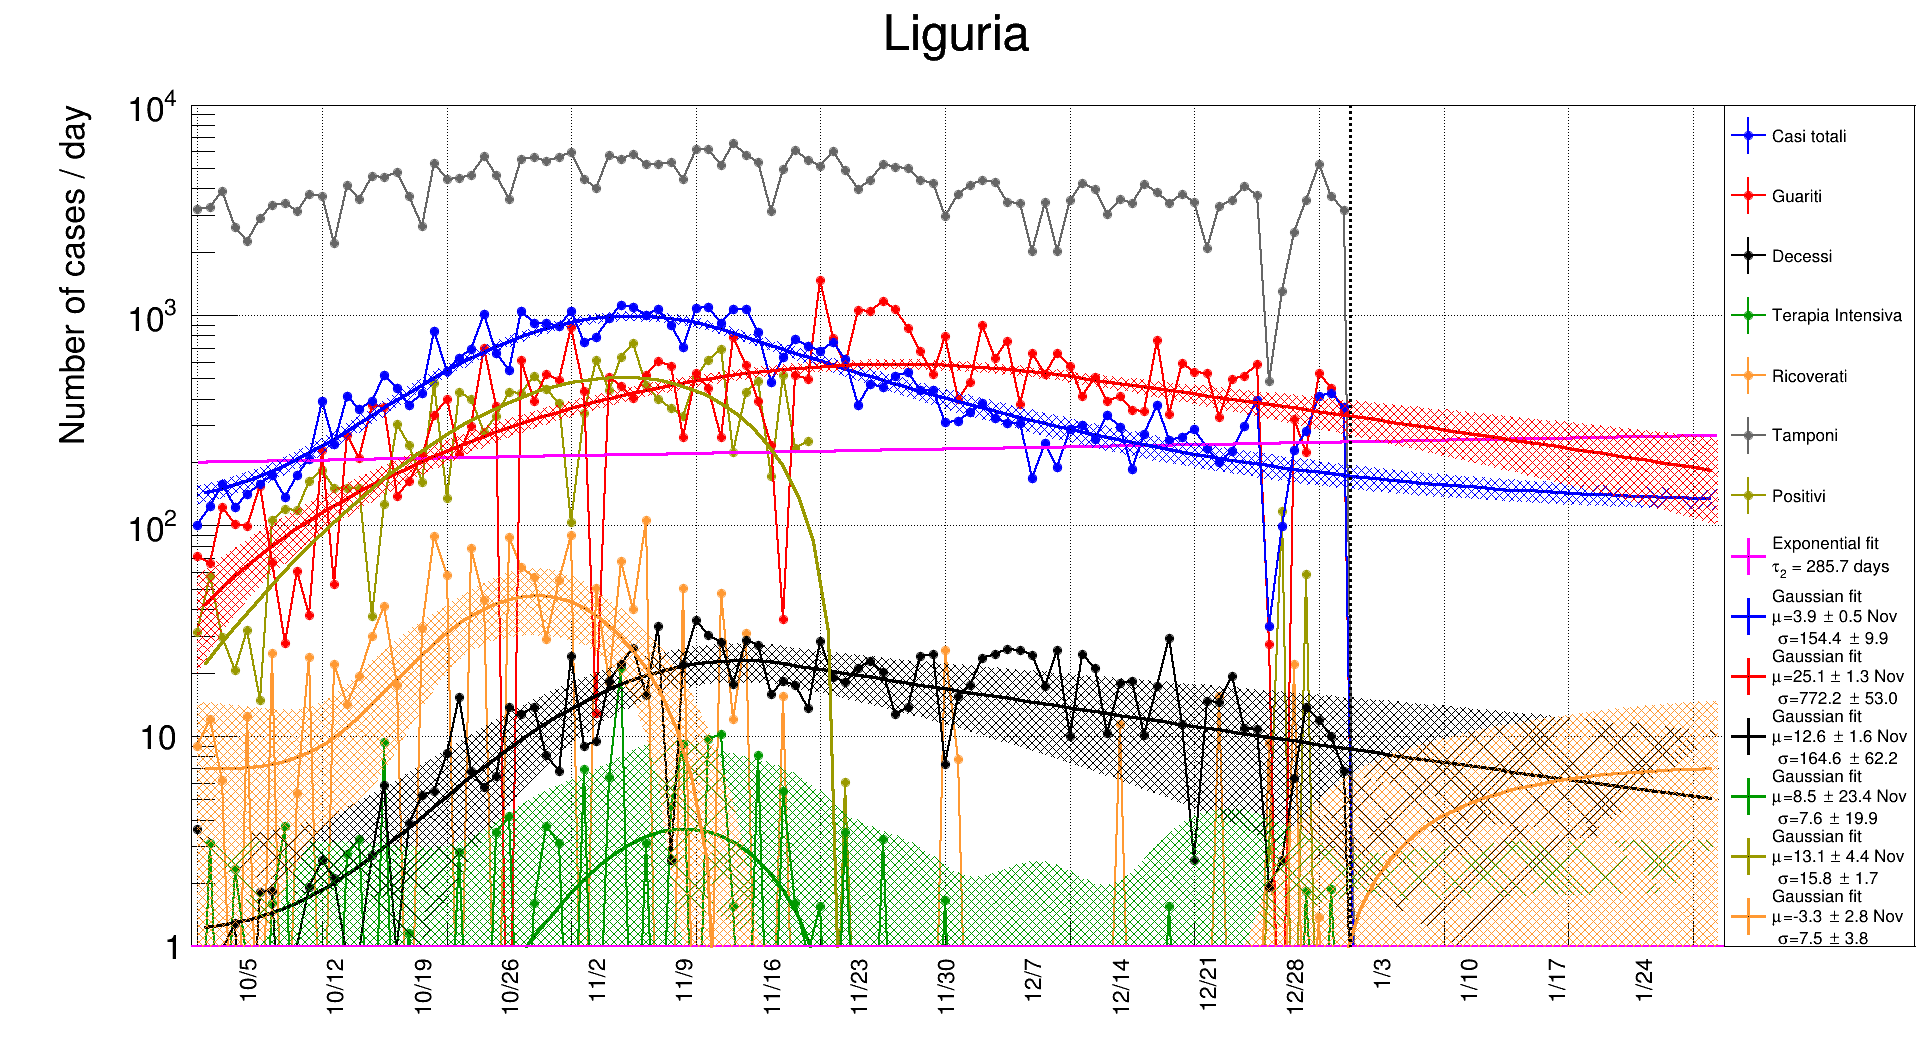 Liguria
Number of cases / day
10^4
10^3
10^2
10
1
10/5
10/12
10/19
10/26
11/2
11/9
11/16
11/23
11/30
12/7
12/14
12/21
12/28
1/3
1/10
1/17
1/24
Casi totali
Guariti
Decessi
Terapia Intensiva
Ricoverati
Tamponi
Positivi
Exponential fit
τ₂ = 285.7 days
Gaussian fit
μ=3.9 ± 0.5 Nov
σ=154.4 ± 9.9
Gaussian fit
μ=25.1 ± 1.3 Nov
σ=772.2 ± 53.0
Gaussian fit
μ=12.6 ± 1.6 Nov
σ=164.6 ± 62.2
Gaussian fit
μ=8.5 ± 23.4 Nov
σ=7.6 ± 19.9
Gaussian fit
μ=13.1 ± 4.4 Nov
σ=15.8 ± 1.7
Gaussian fit
μ=-3.3 ± 2.8 Nov
σ=7.5 ± 3.8